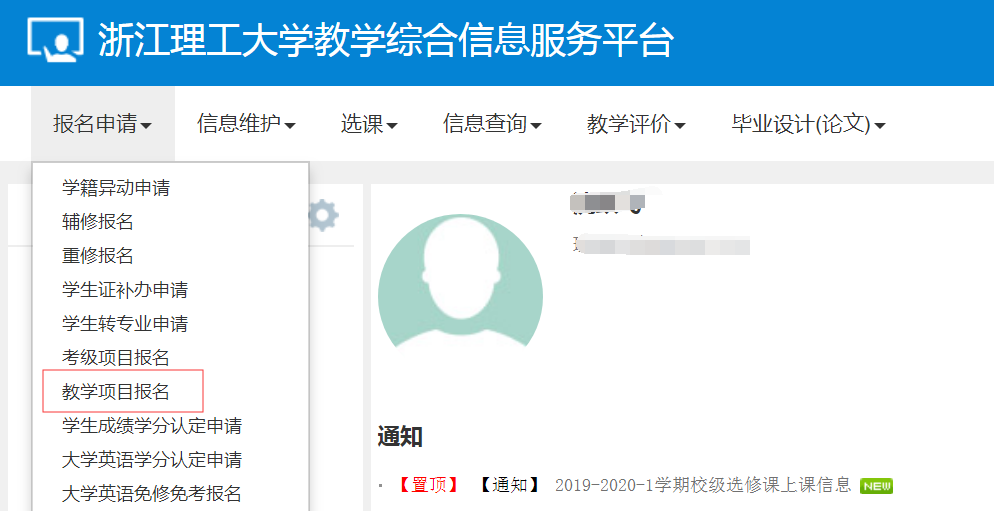 浙江理工大学教学综合信息服务平台
报名申请 信息维护 选课 信息查询 教学评价 毕业设计(论文)
学籍异动申请
辅修报名
重修报名
学生证补办申请
学生转专业申请
考级项目报名
教学项目报名
学生成绩学分认定申请
大学英语学分认定申请
大学英语免修免考报名
通知
【置顶】 【通知】 2019-2020-1学期校级选修课上课信息 NEW